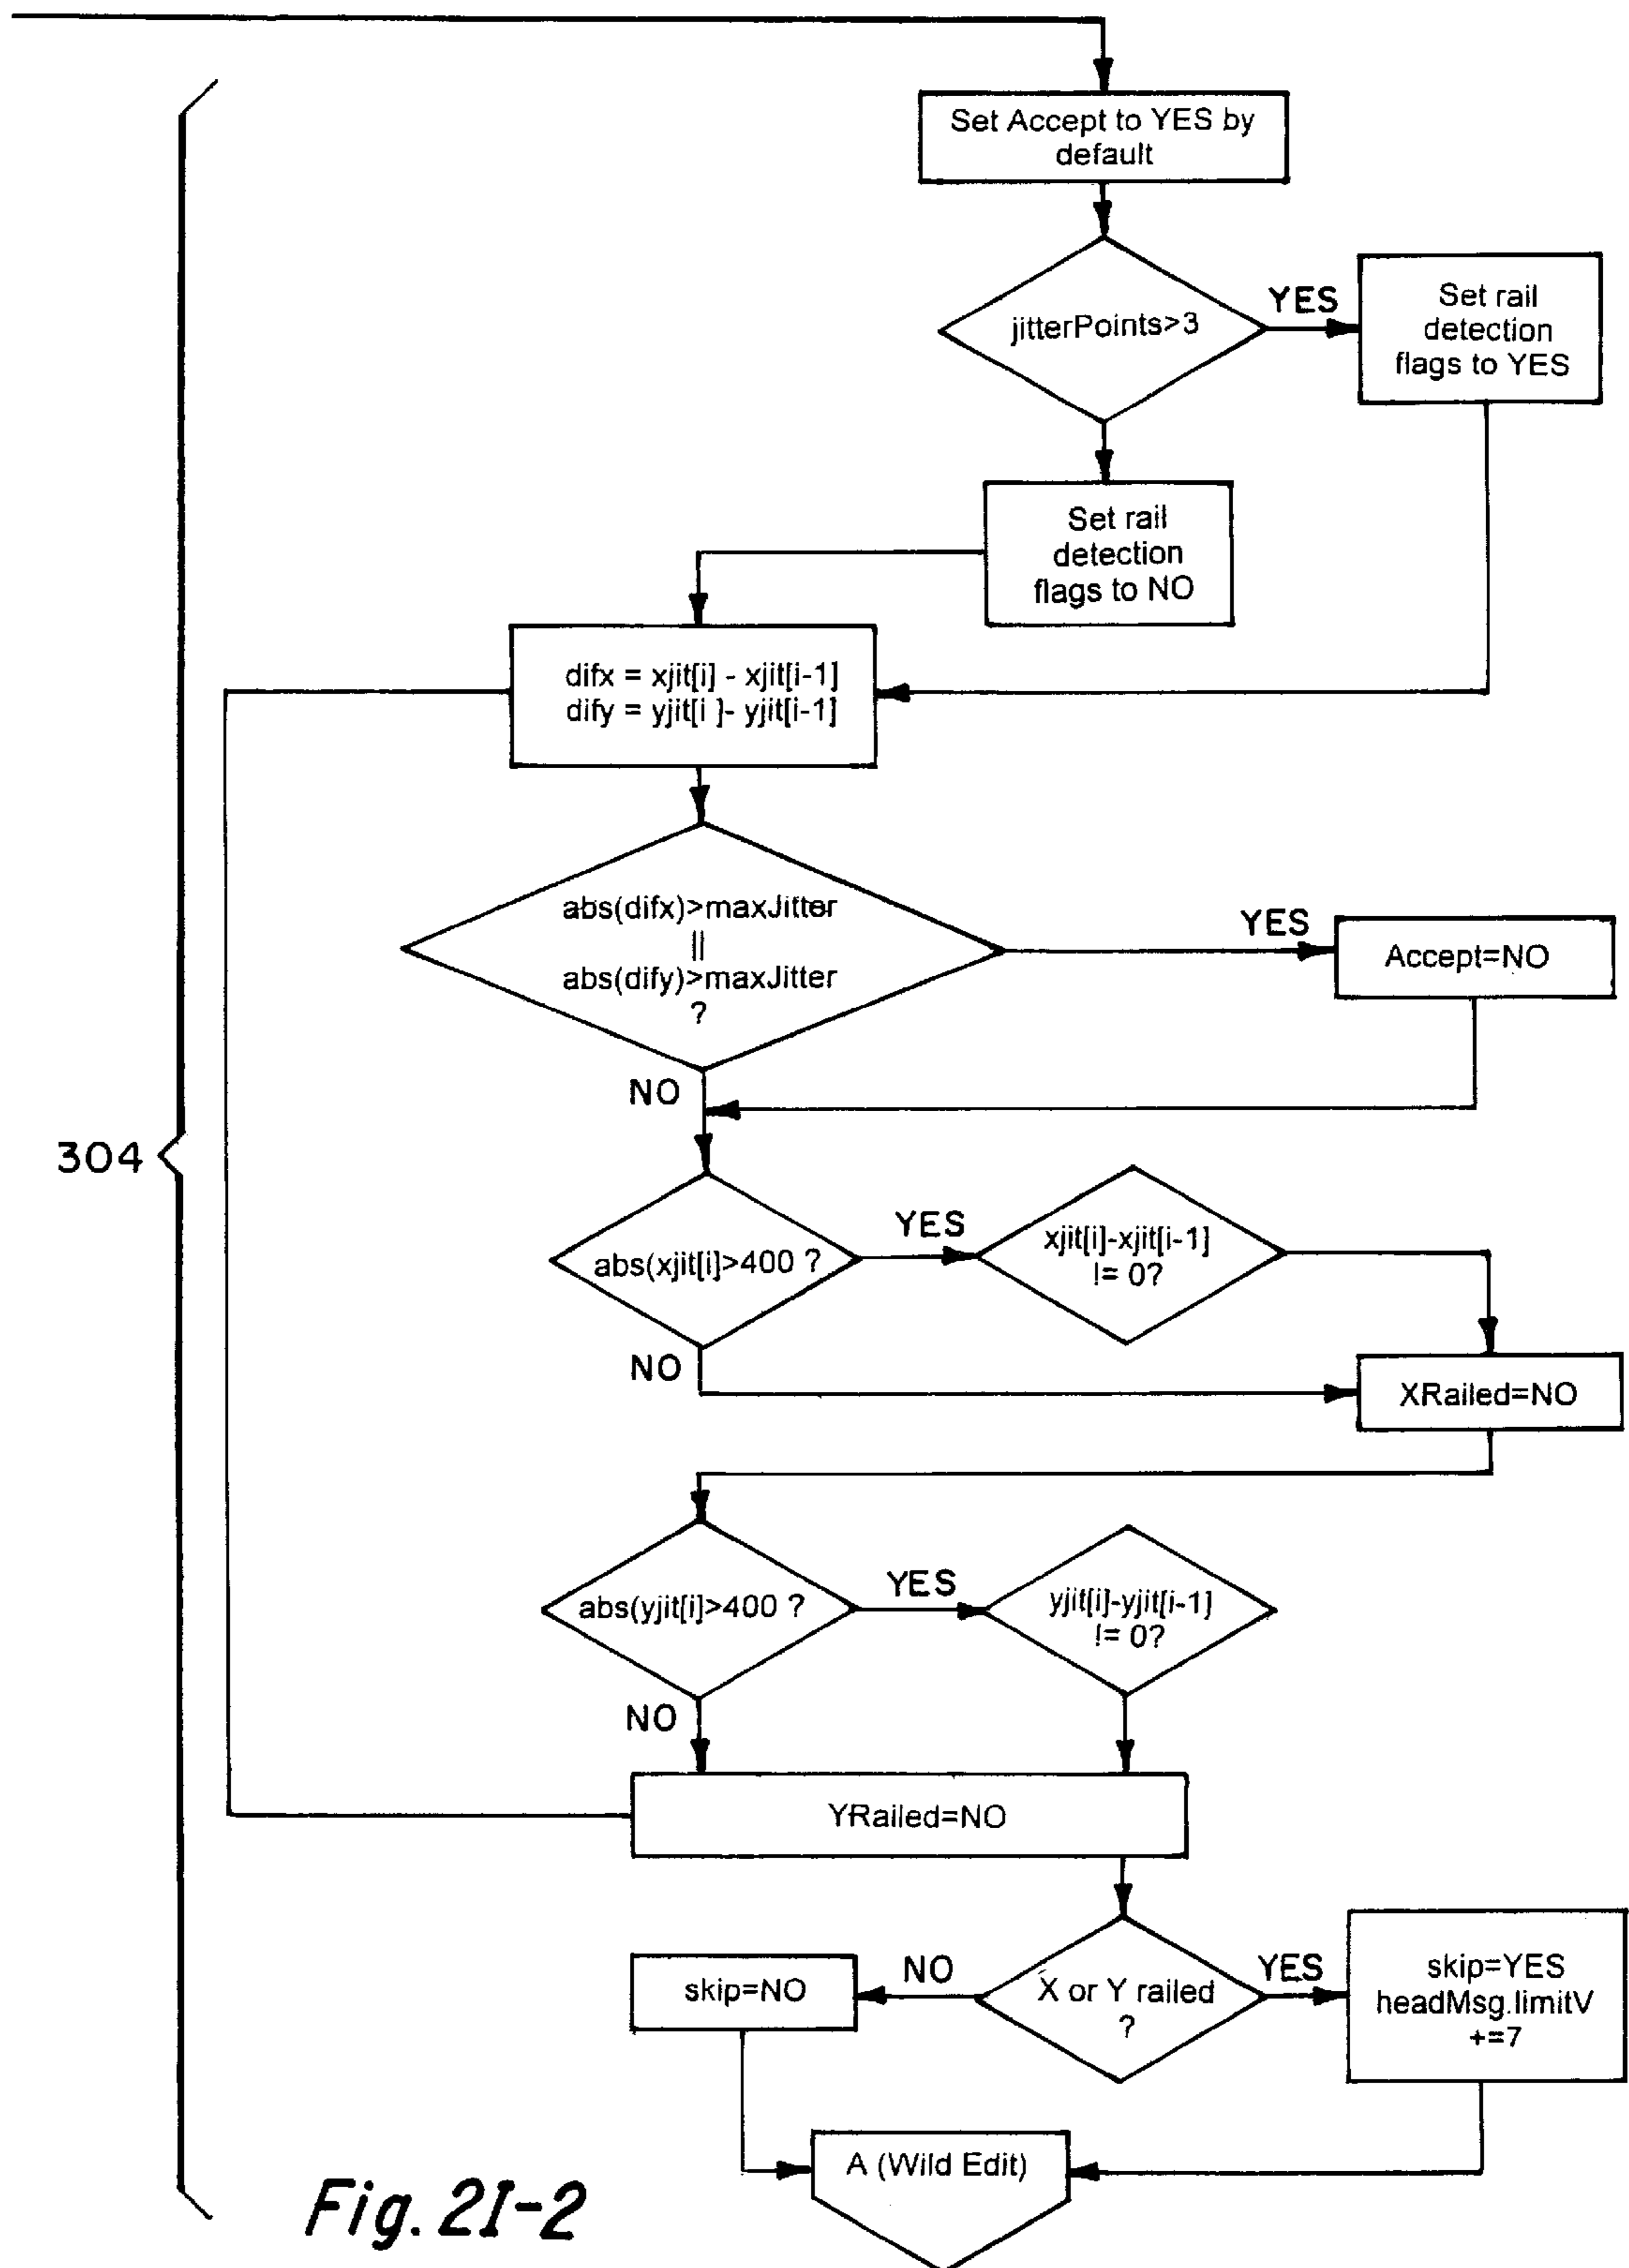 Set Accept to YES by
default
jitterPoints>3
YES
Set rail
detection
flags to YES
Set rail
detection
flags to NO
difx = xjit[i] - xjit[i-1]
dify = yjit[i ]- yjit[i-1]
abs(difx)>maxJitter
||
abs(dify)>maxJitter
?
YES
Accept=NO
NO
304
abs(xjit[i]>400 ?
YES
xjit[i]-xjit[i-1]
!= 0?
NO
XRailed=NO
abs(yjit[i]>400 ?
YES
yjit[i]-yjit[i-1]
!= 0?
NO
YRailed=NO
skip=NO
NO
X or Y railed
?
YES
skip=YES
headMsg.limitV
+=7
A (Wild Edit)
Fig. 2I-2